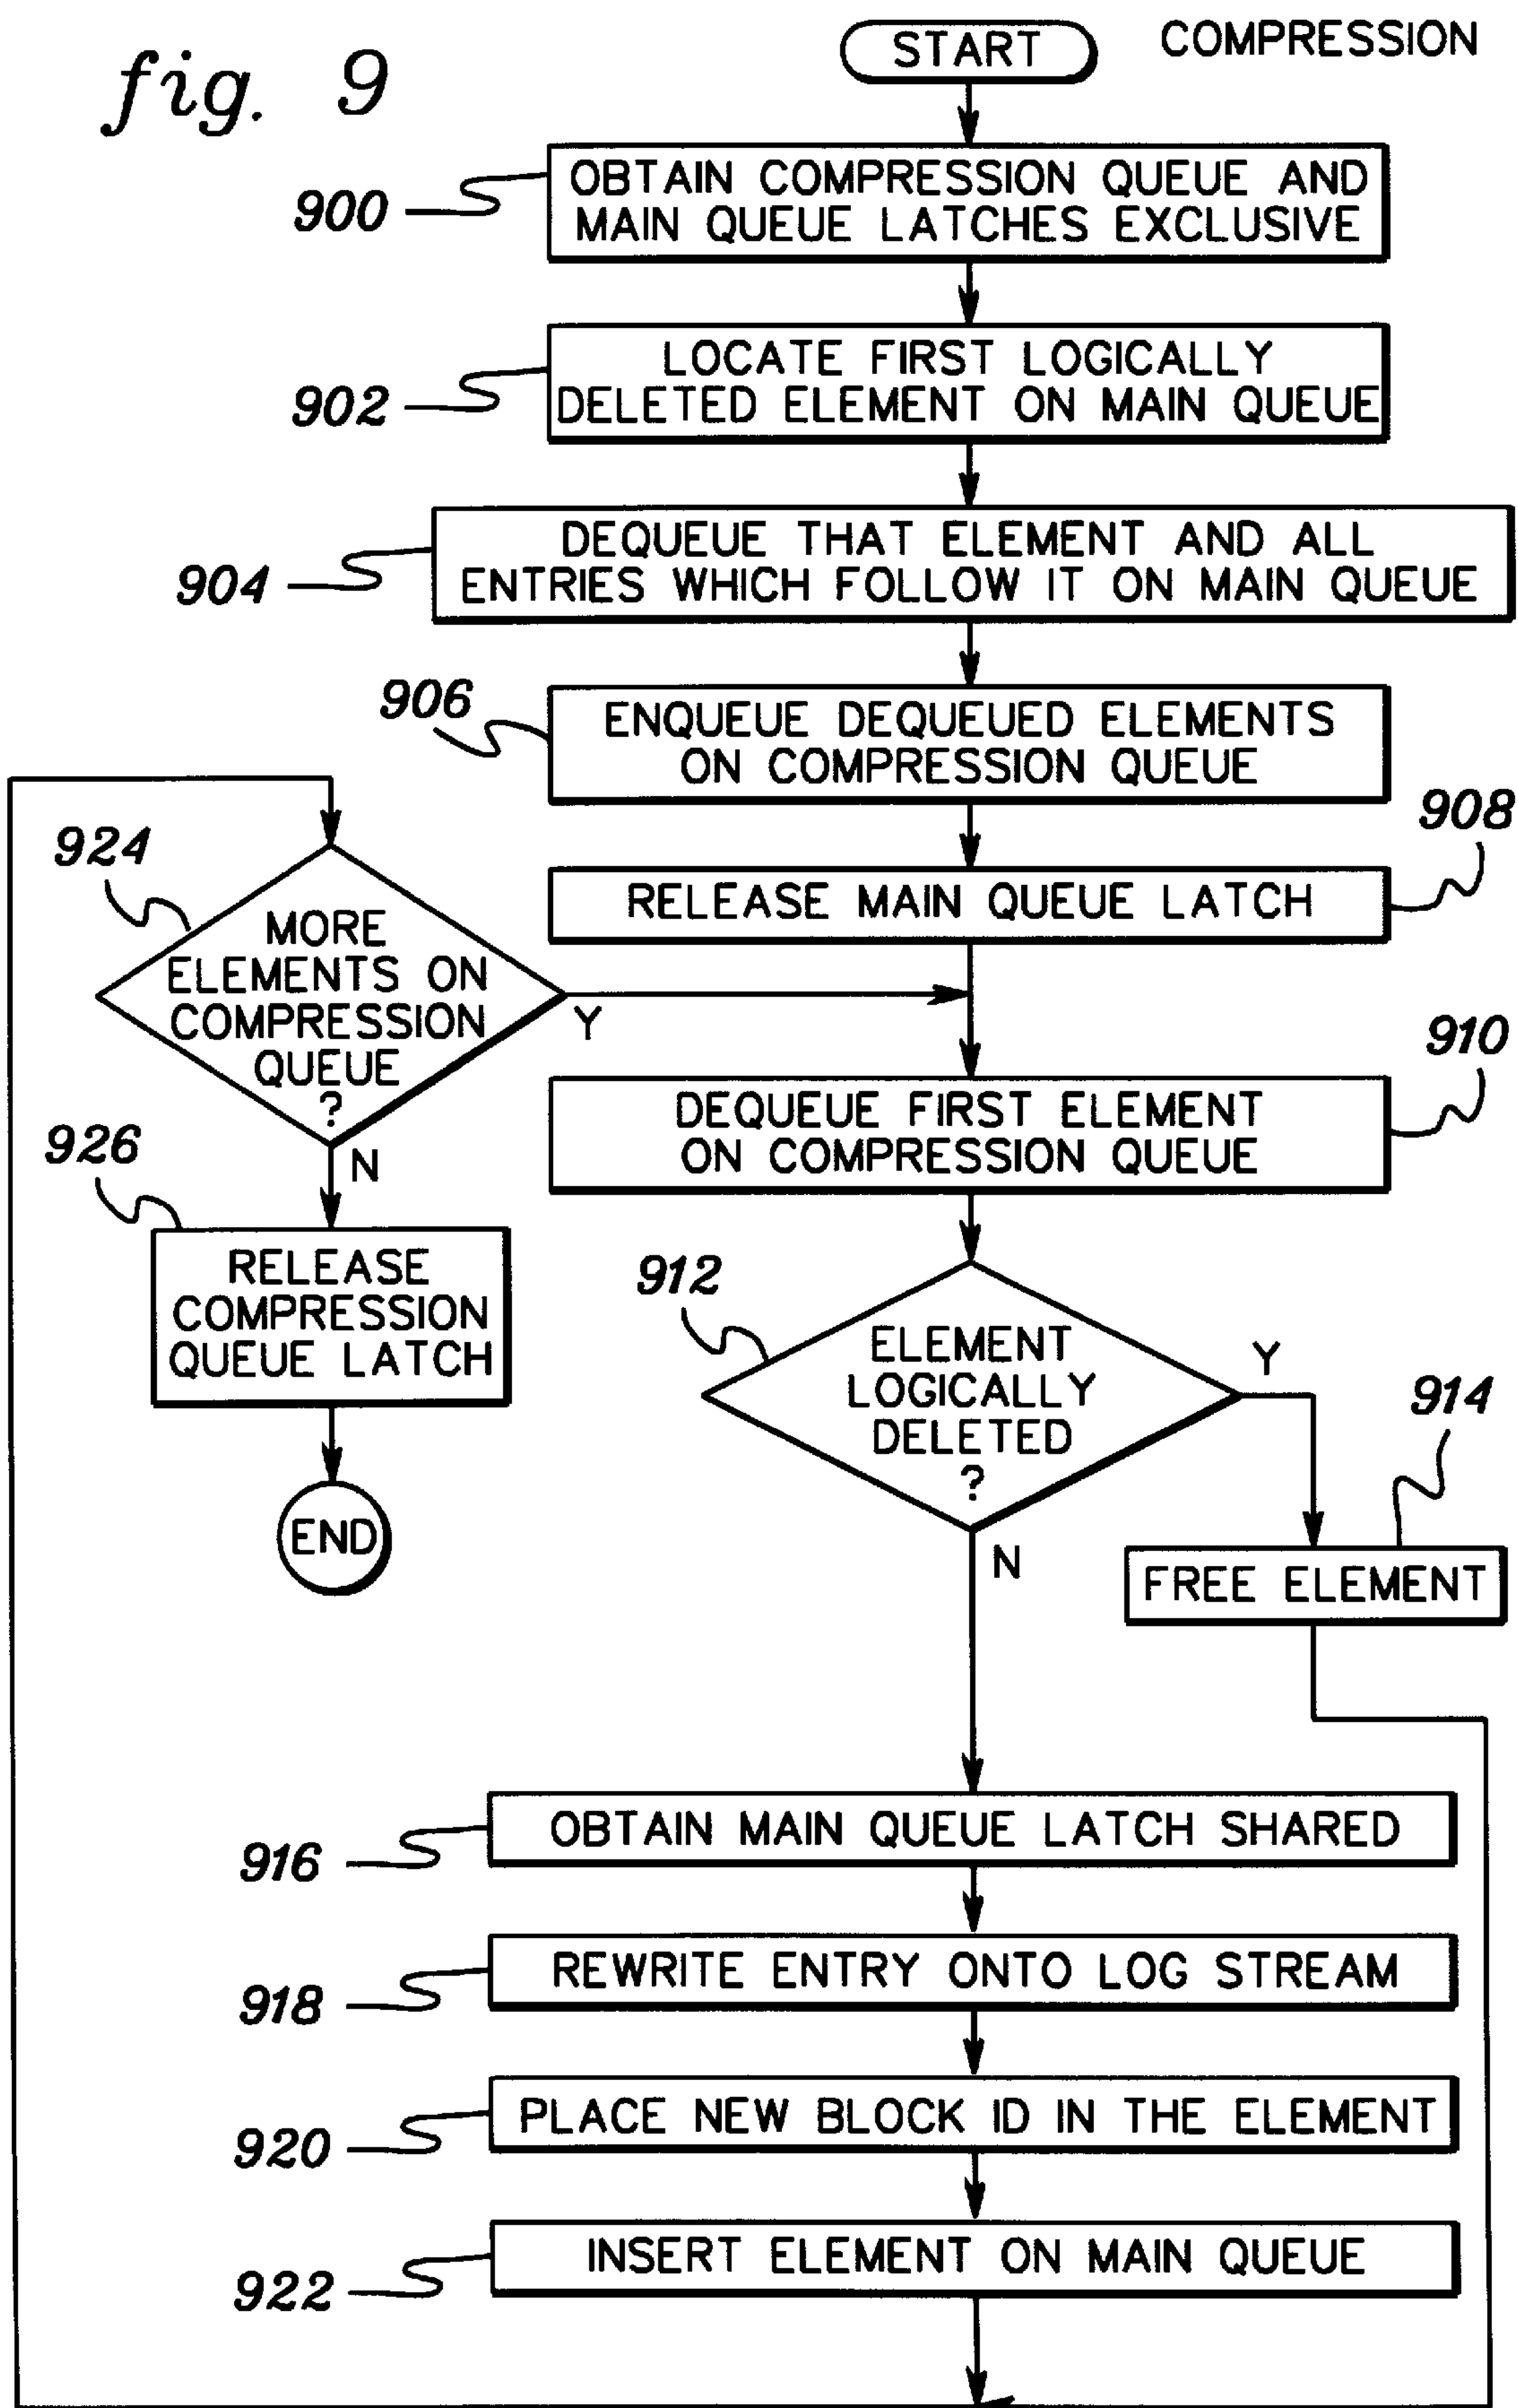 fig. 9
START
COMPRESSION
900
OBTAIN COMPRESSION QUEUE AND
MAIN QUEUE LATCHES EXCLUSIVE
902
LOCATE FIRST LOGICALLY
DELETED ELEMENT ON MAIN QUEUE
904
DEQUEUE THAT ELEMENT AND ALL
ENTRIES WHICH FOLLOW IT ON MAIN QUEUE
906
ENQUEUE DEQUEUED ELEMENTS
ON COMPRESSION QUEUE
908
RELEASE MAIN QUEUE LATCH
924
MORE
ELEMENTS ON
COMPRESSION
QUEUE
?
Y
N
910
DEQUEUE FIRST ELEMENT
ON COMPRESSION QUEUE
926
RELEASE
COMPRESSION
QUEUE LATCH
END
912
ELEMENT
LOGICALLY
DELETED
?
Y
N
914
FREE ELEMENT
916
OBTAIN MAIN QUEUE LATCH SHARED
918
REWRITE ENTRY ONTO LOG STREAM
920
PLACE NEW BLOCK ID IN THE ELEMENT
922
INSERT ELEMENT ON MAIN QUEUE